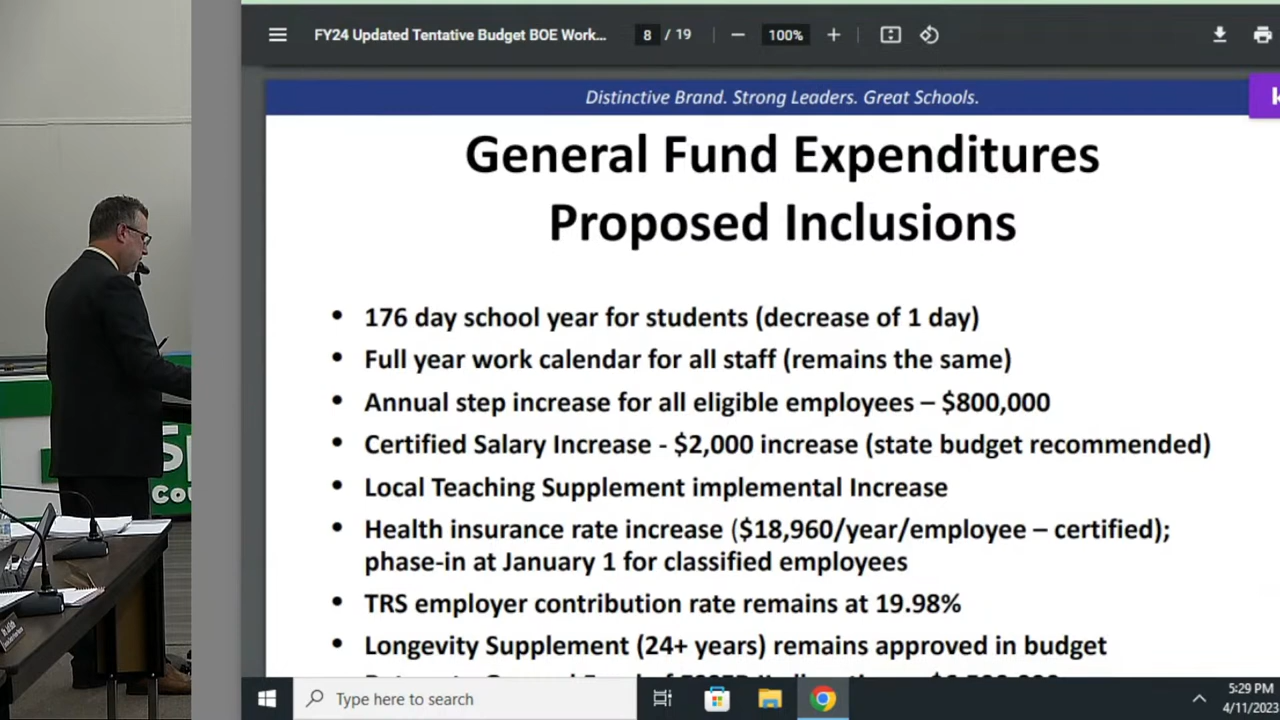 FY24 Updated Tentative Budget BOE Work...
8 / 19
100%
Distinctive Brand. Strong Leaders. Great Schools.
General Fund Expenditures
Proposed Inclusions
• 176 day school year for students (decrease of 1 day)
• Full year work calendar for all staff (remains the same)
• Annual step increase for all eligible employees – $800,000
• Certified Salary Increase - $2,000 increase (state budget recommended)
• Local Teaching Supplement implemental Increase
• Health insurance rate increase ($18,960/year/employee – certified);
phase-in at January 1 for classified employees
• TRS employer contribution rate remains at 19.98%
• Longevity Supplement (24+ years) remains approved in budget
Type here to search
5:29 PM
4/11/2023